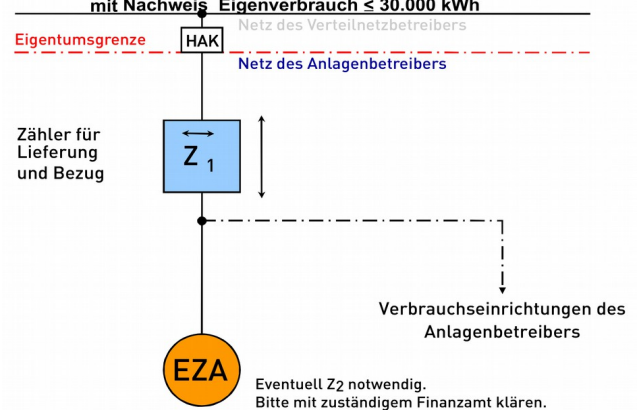 mit Nachweis Eigenverbrauch ≤ 30.000 kWh
Netz des Verteilnetzbetreibers
Eigentumsgrenze
HAK
Netz des Anlagenbetreibers
Zähler für
Lieferung
und Bezug
Z 1
Verbrauchseinrichtungen des
Anlagenbetreibers
EZA
Eventuell Z2 notwendig.
Bitte mit zuständigem Finanzamt klären.